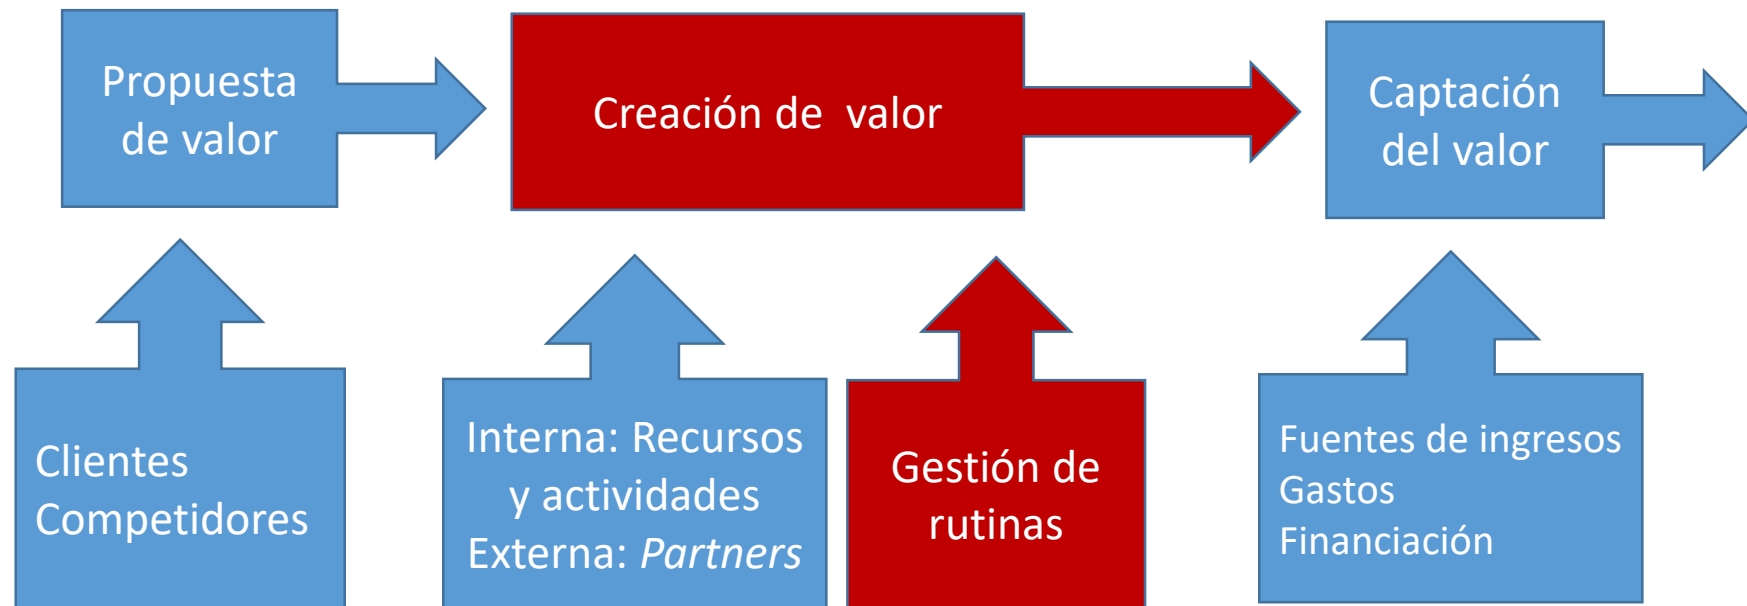 Propuesta
de valor
Creación de  valor
Captación
del valor
Clientes
Competidores
Interna: Recursos
y actividades
Externa: Partners
Gestión de
rutinas
Fuentes de ingresos
Gastos
Financiación